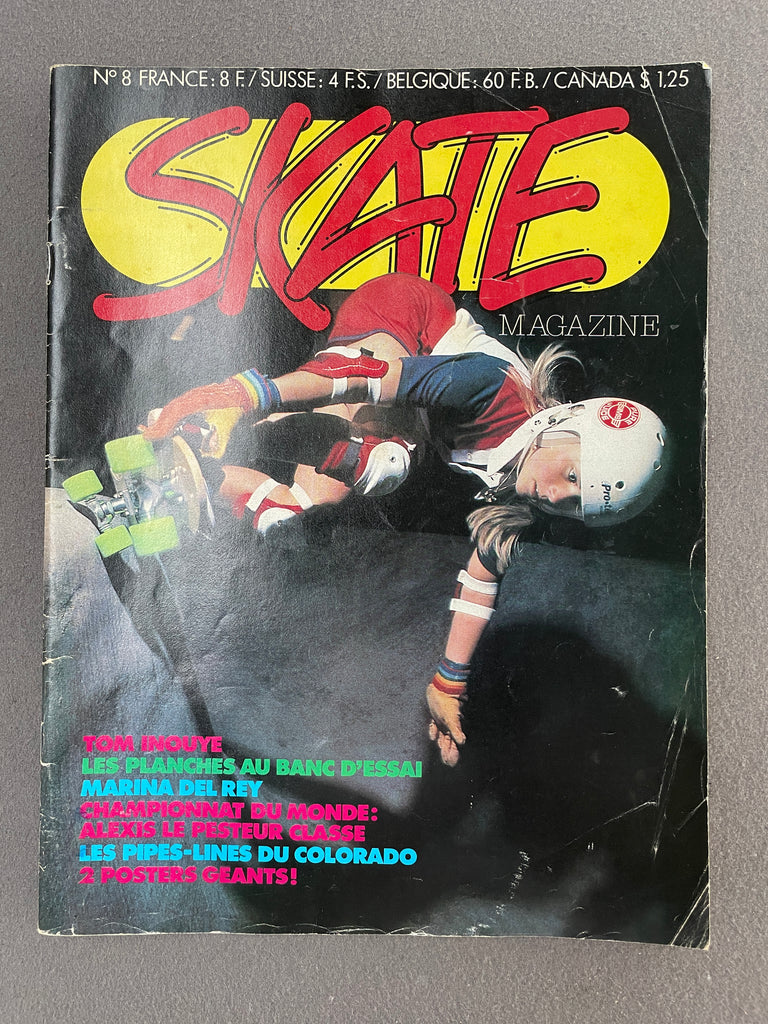 N° 8 FRANCE: 8 F. / SUISSE: 4 F.S. / BELGIQUE: 60 F.B. / CANADA $ 1,25
SKATE
MAGAZINE
TOM INOUYE
LES PLANCHES AU BANC D'ESSAI
MARINA DEL REY
CHAMPIONNAT DU MONDE:
ALEXIS LE PESTEUR CLASSE
LES PIPES-LINES DU COLORADO
2 POSTERS GEANTS!